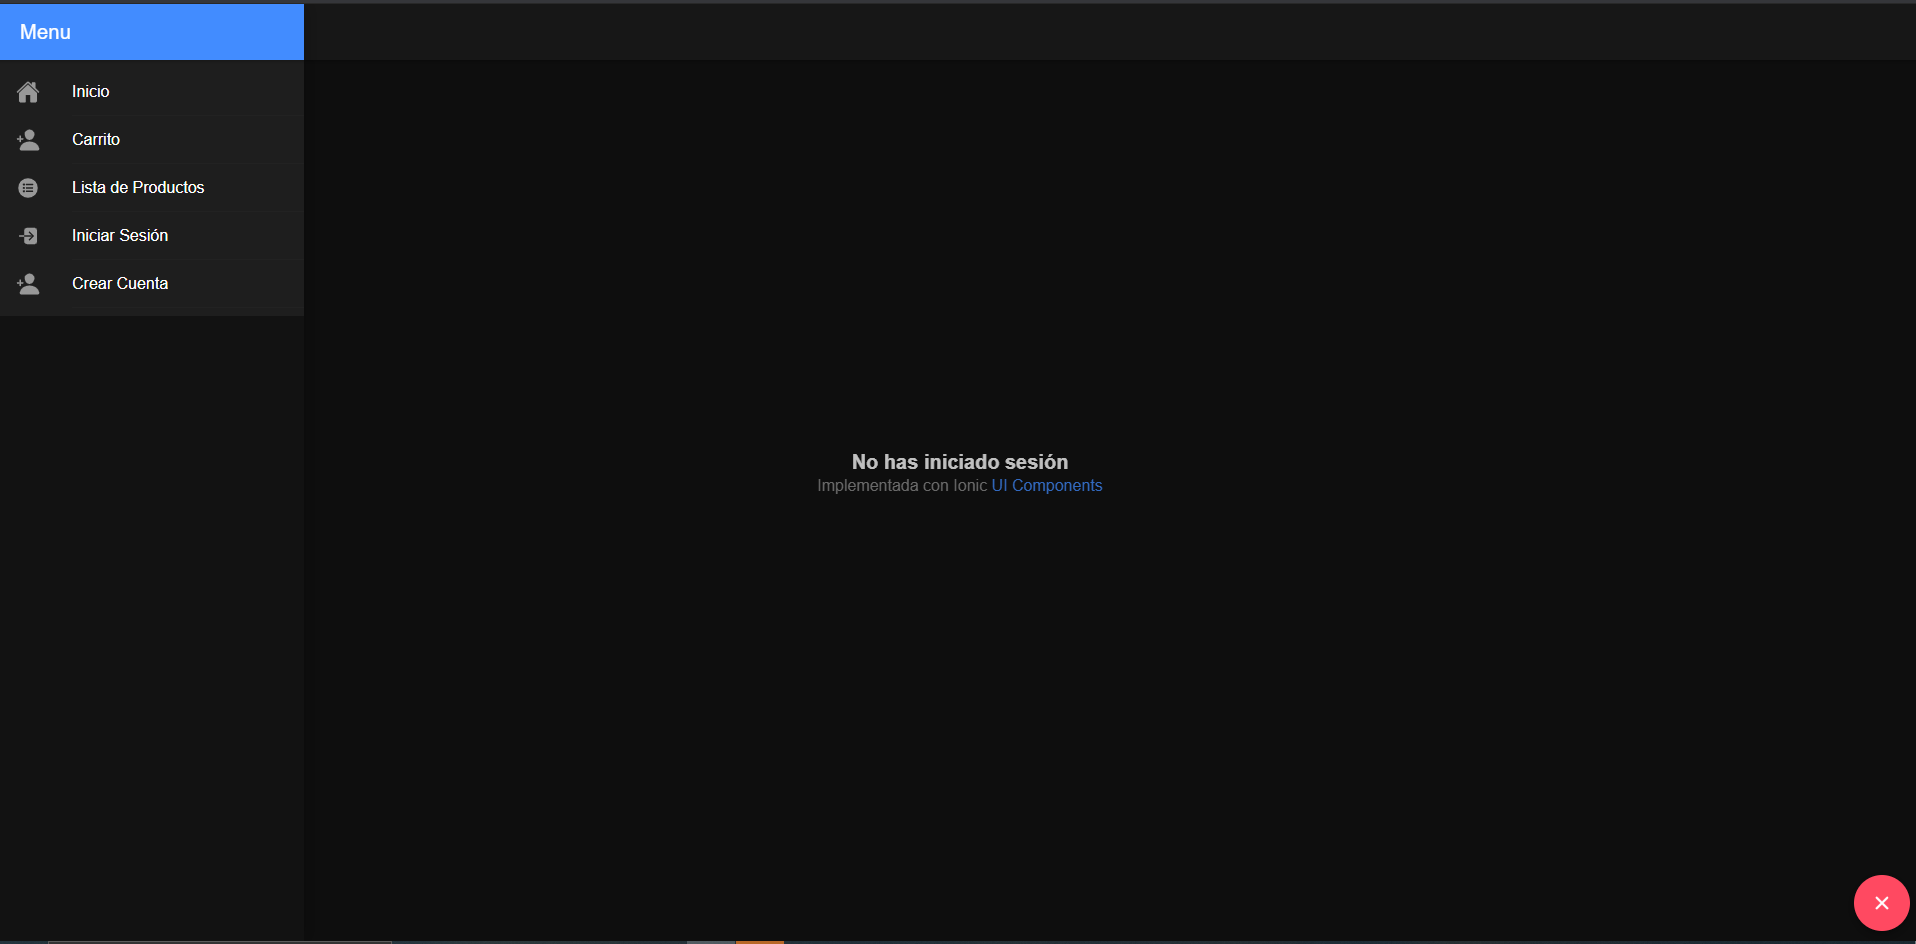 Menu
Inicio
Carrito
Lista de Productos
Iniciar Sesión
Crear Cuenta
No has iniciado sesión
Implementada con Ionic UI Components